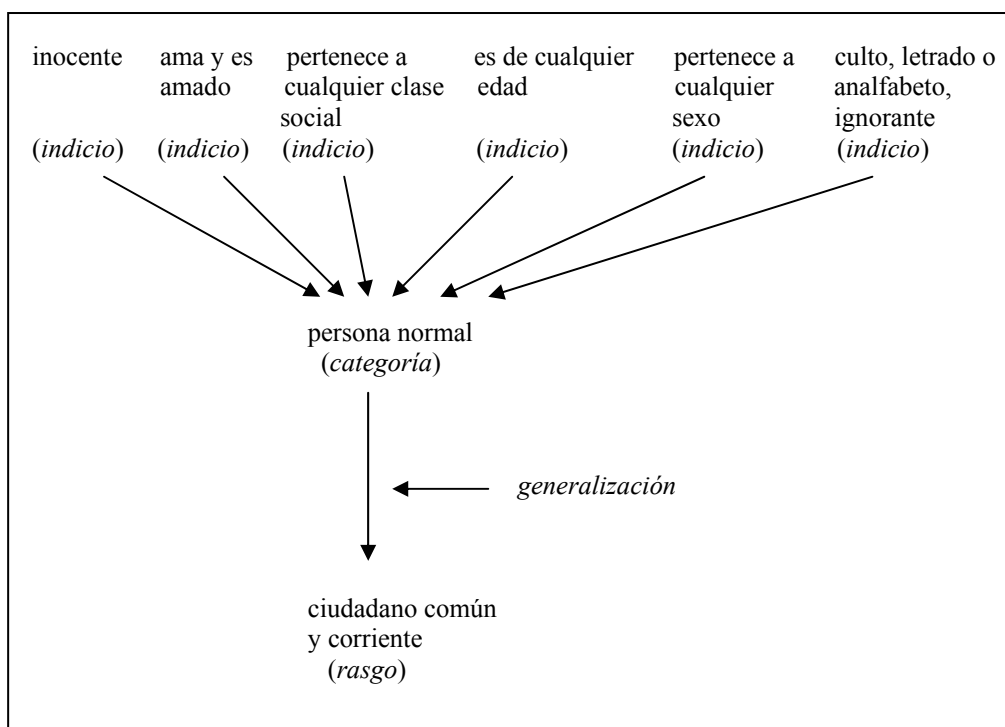 inocente
ama y es
amado
pertenece a
cualquier clase
social
es de cualquier
edad
pertenece a
cualquier
sexo
culto, letrado o
analfabeto,
ignorante
(indicio)
(indicio)
(indicio)
(indicio)
(indicio)
(indicio)
persona normal
(categoría)
generalización
ciudadano común
y corriente
(rasgo)